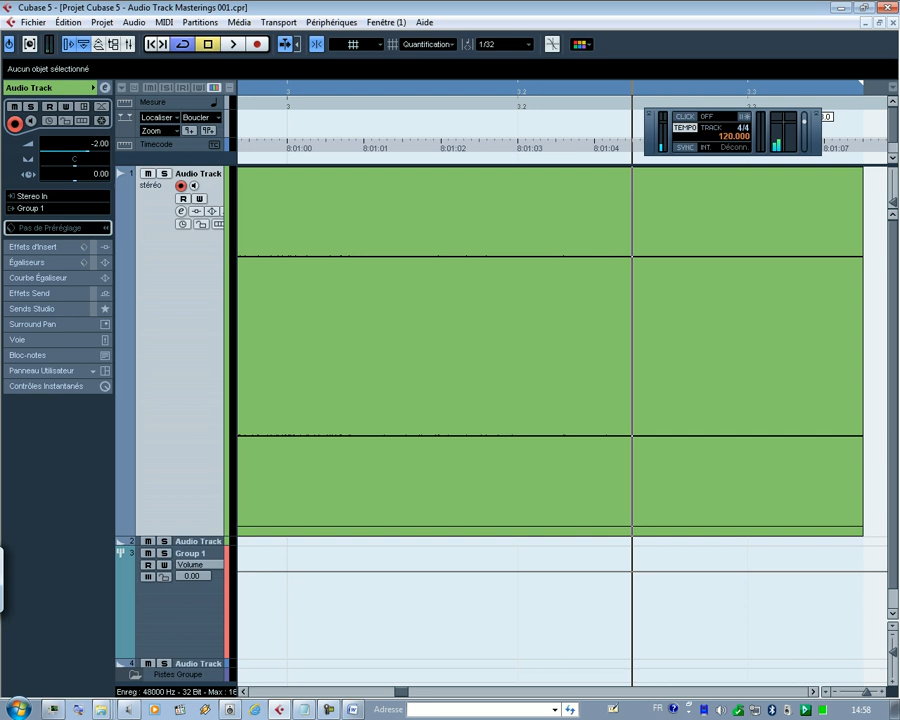 Cubase 5 - [Projet Cubase 5 - Audio Track Masterings 001.cpr]
Fichier Édition Projet Audio MIDI Partitions Média Transport Périphériques Fenêtre (1) Aide
Quantification 1/32
Aucun objet sélectionné
Audio Track
Mesure
3 3.2 3.3
Localiser Boucler
Zoom
Timecode
8:01:00 8:01:01 8:01:02 8:01:03 8:01:04 8:01:07
CLICK OFF
TEMPO TRACK 4/4
120.000
SYNC INT. Déconn.
M S R W
-2.00
C
0.00
Stereo In
Group 1
Pas de Préréglage
Effets d'Insert
Égaliseurs
Courbe Égaliseur
Effets Send
Sends Studio
Surround Pan
Voie
Bloc-notes
Panneau Utilisateur
Contrôles Instantanés
1 M S Audio Track
stéréo
R W
2 M S Audio Track
3 M S Group 1
R W Volume
0.00
4 M S Audio Track
Pistes Groupe
Enreg : 48000 Hz - 32 Bit - Max : 16
Adresse
FR
14:58